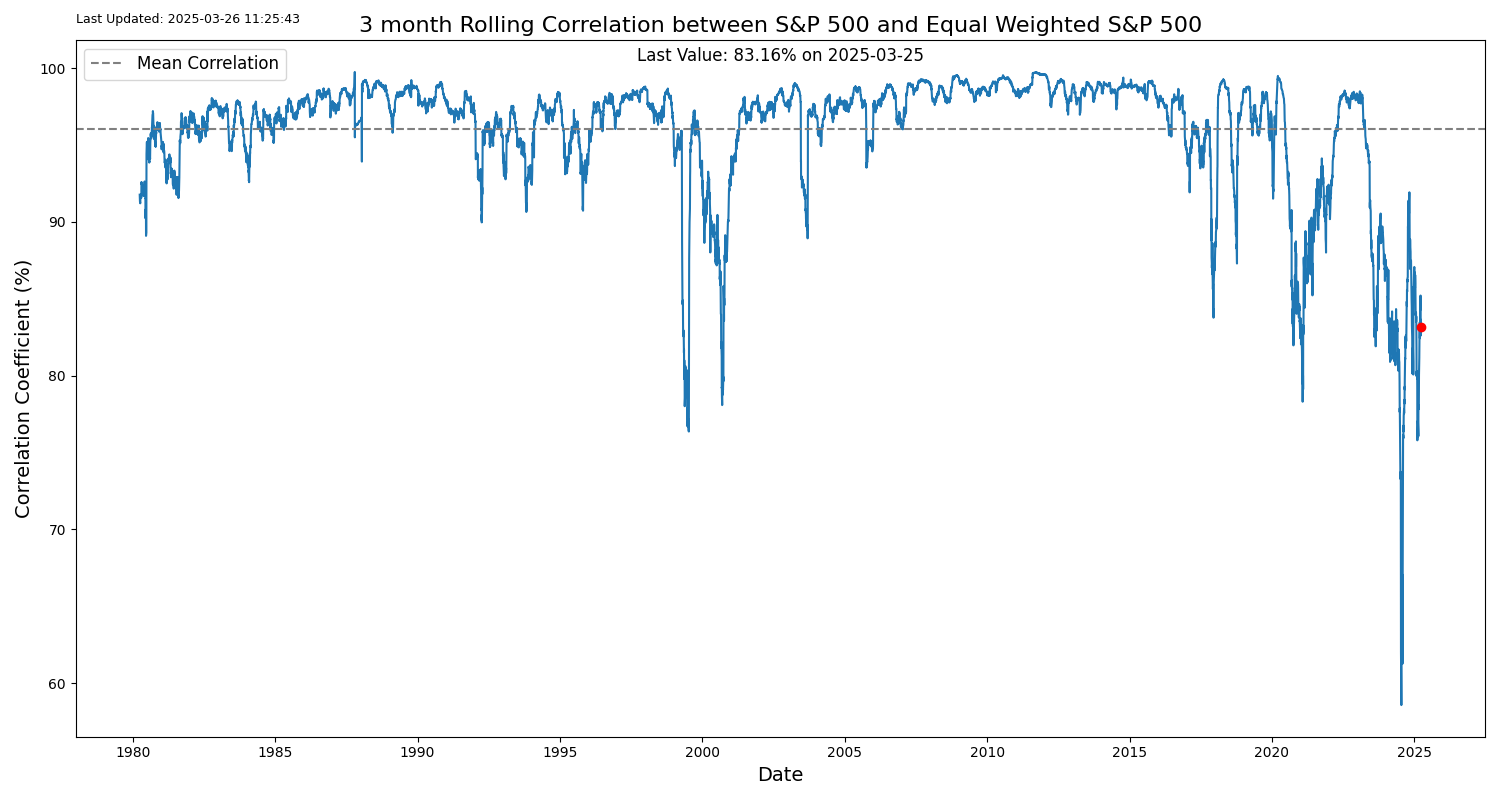 Last Updated: 2025-03-26 11:25:43
3 month Rolling Correlation between S&P 500 and Equal Weighted S&P 500
Last Value: 83.16% on 2025-03-25
Mean Correlation
Correlation Coefficient (%)
100
90
80
70
60
1980 1985 1990 1995 2000 2005 2010 2015 2020 2025
Date